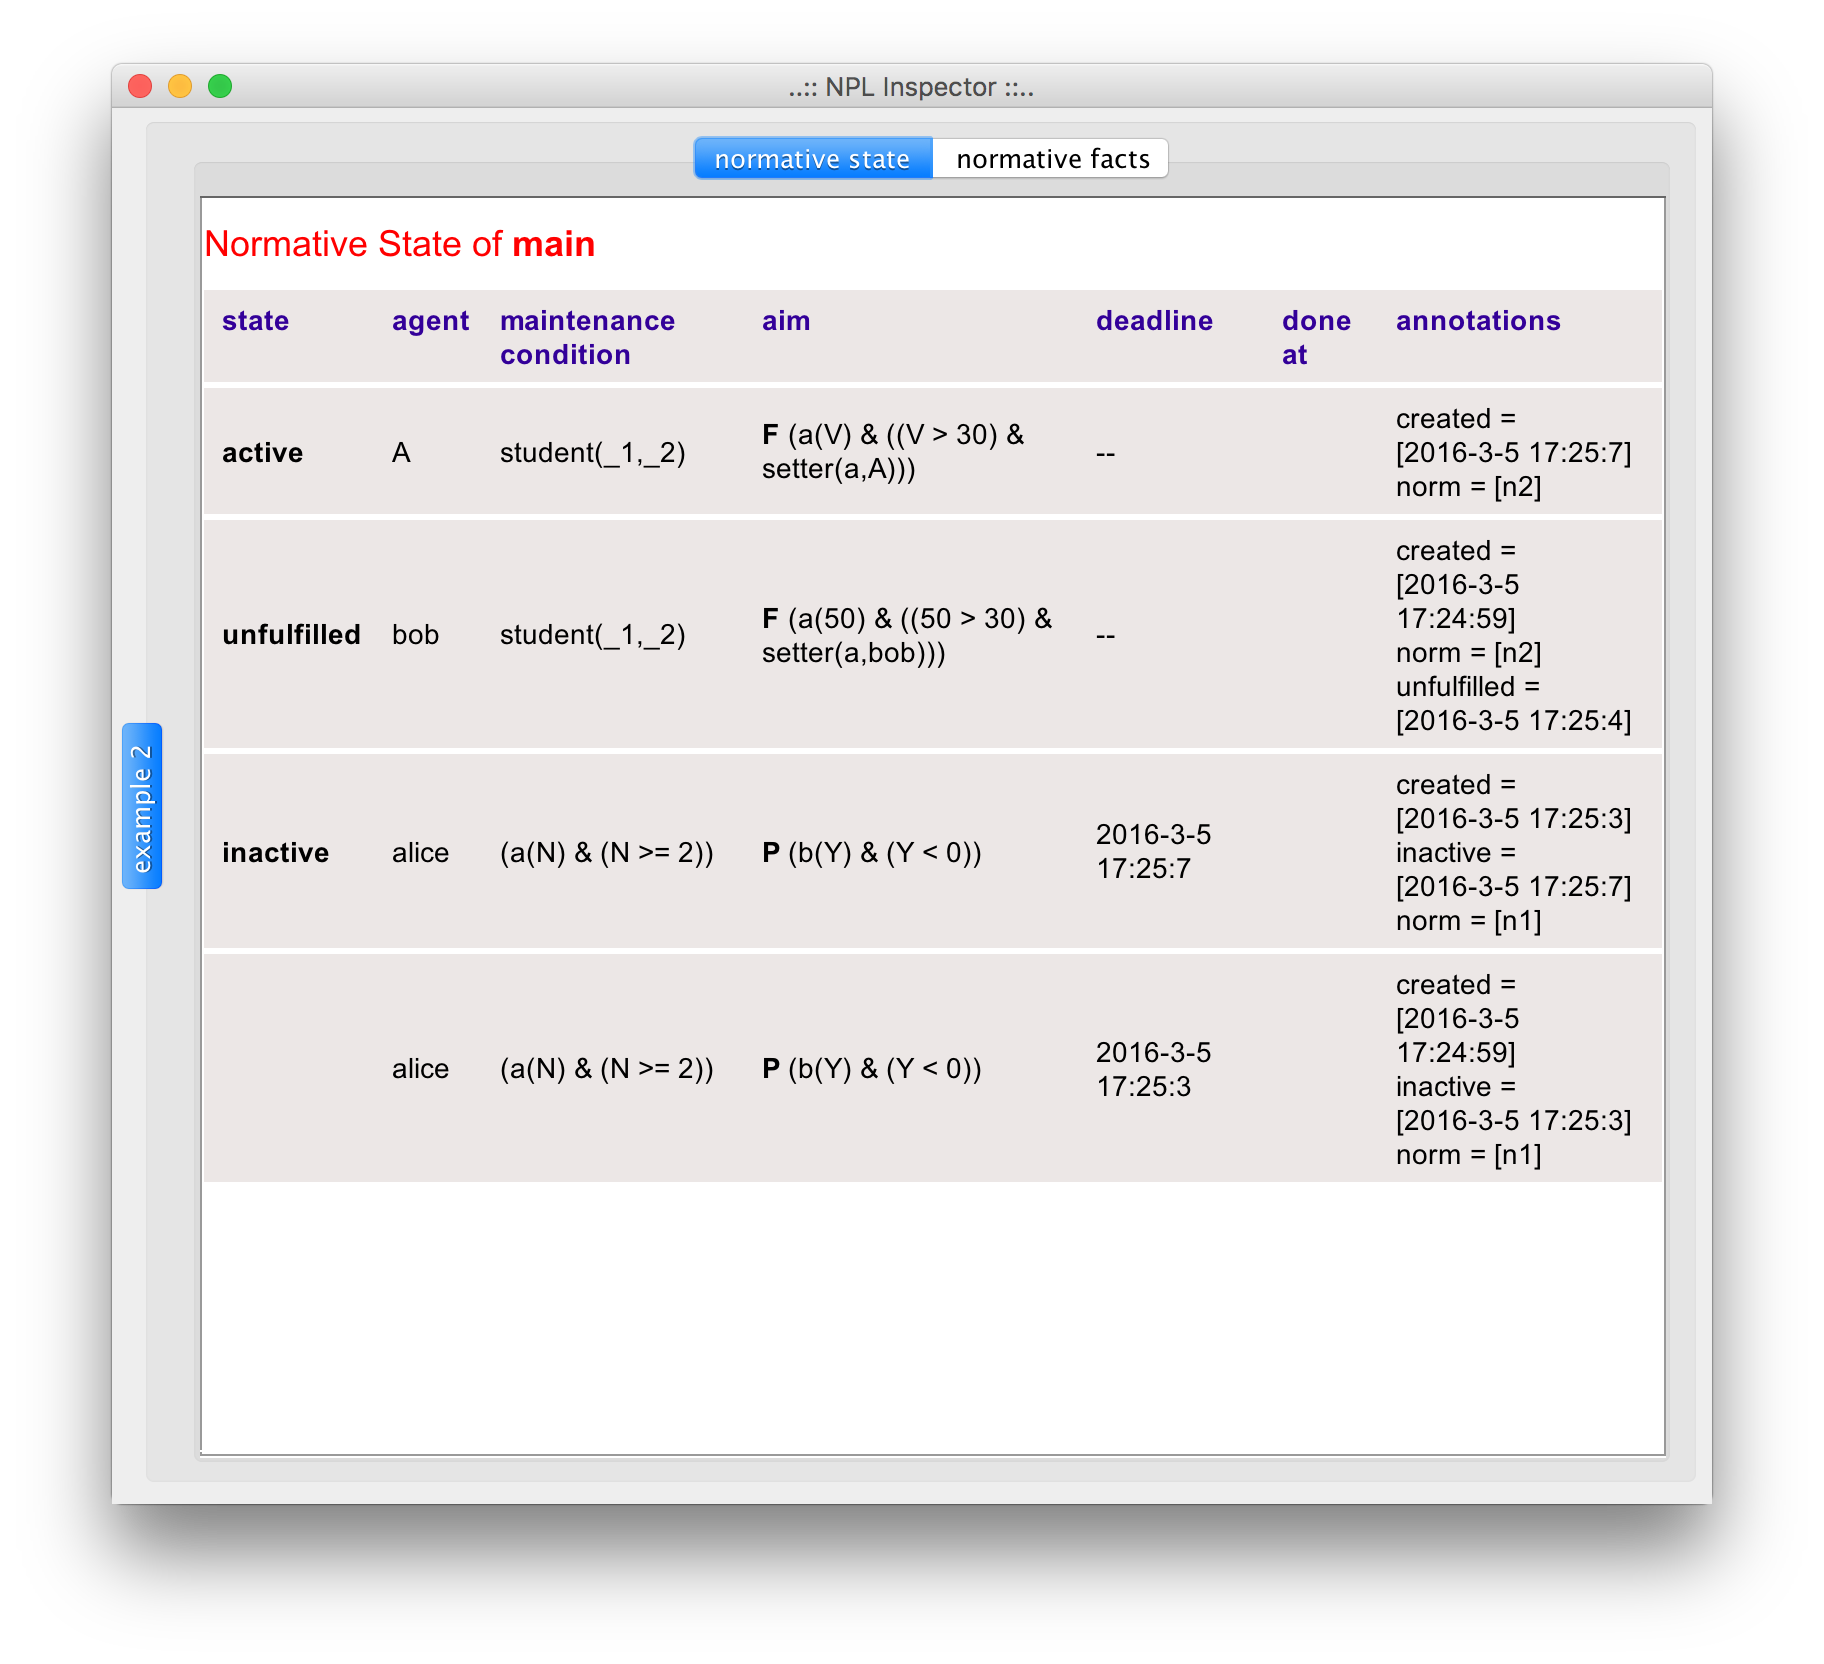 ..:: NPL Inspector ::..
normative state normative facts
Normative State of main
state agent maintenance aim deadline done annotations
condition at
created =
F (a(V) & ((V > 30) &
active A student(_1,_2) -- [2016-3-5 17:25:7]
setter(a,A)))
norm = [n2]
created =
[2016-3-5
F (a(50) & ((50 > 30) & 17:24:59]
unfulfilled bob student(_1,_2) --
setter(a,bob))) norm = [n2]
unfulfilled =
[2016-3-5 17:25:4]
example 2
created =
[2016-3-5 17:25:3]
2016-3-5
inactive alice (a(N) & (N >= 2)) P (b(Y) & (Y < 0)) inactive =
17:25:7
[2016-3-5 17:25:7]
norm = [n1]
created =
[2016-3-5
2016-3-5 17:24:59]
alice (a(N) & (N >= 2)) P (b(Y) & (Y < 0))
17:25:3 inactive =
[2016-3-5 17:25:3]
norm = [n1]